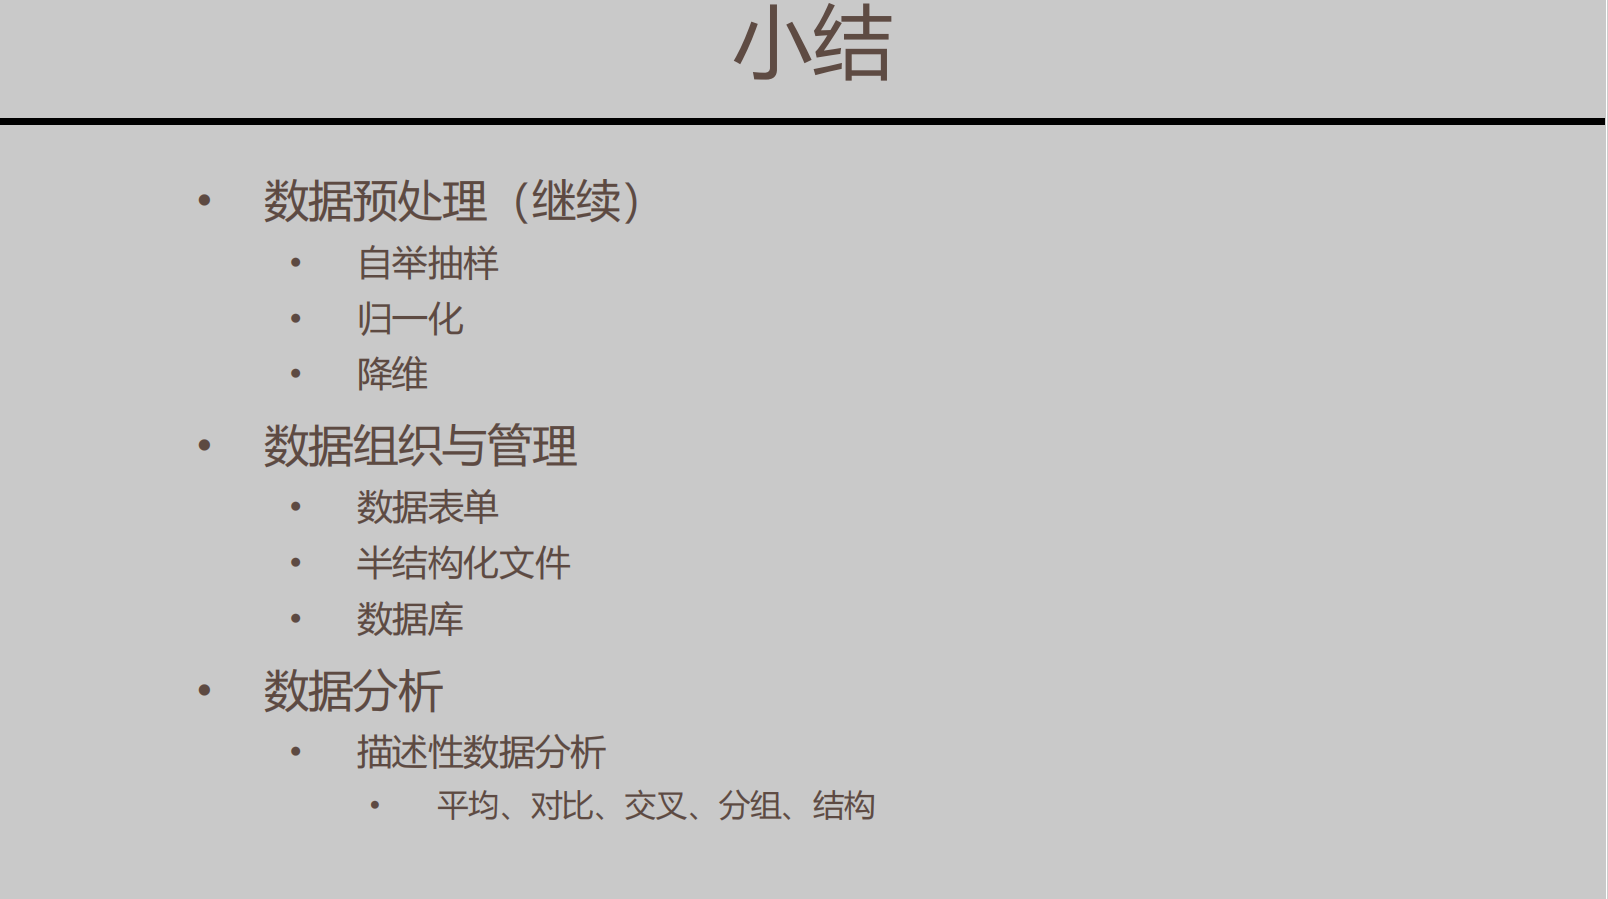 小结
• 数据预处理（继续）
• 自举抽样
• 归一化
• 降维
• 数据组织与管理
• 数据表单
• 半结构化文件
• 数据库
• 数据分析
• 描述性数据分析
• 平均、对比、交叉、分组、结构